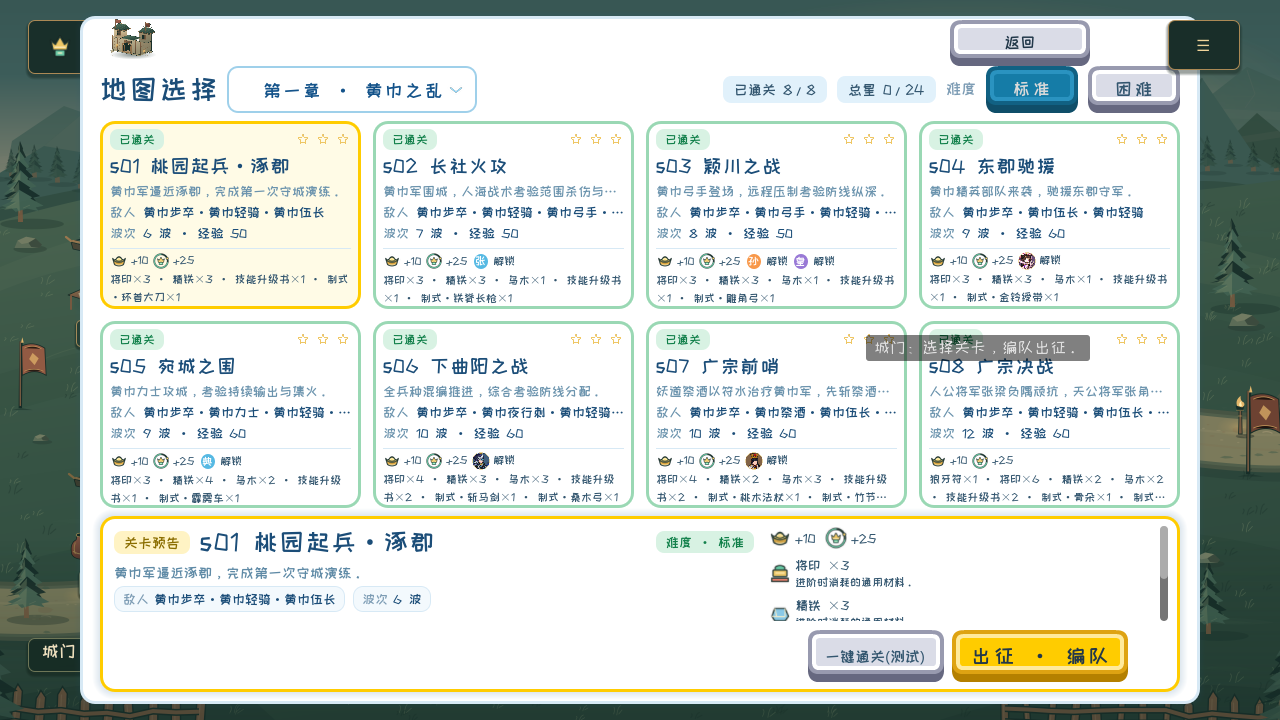 返回
☰
地图选择
第一章 · 黄巾之乱
已通关 8/8
总星 0/24
难度
标准
困难
已通关 ☆ ☆ ☆
s01 桃园起兵·涿郡
黄巾军逼近涿郡，完成第一次守城演练。
敌人 黄巾步卒·黄巾轻骑·黄巾伍长
波次 6 波 · 经验 50
+10 +25
将印×3 · 精铁×3 · 技能升级书×1 · 制式
·环首大刀×1
已通关 ☆ ☆ ☆
s02 长社火攻
黄巾军围城，人海战术考验范围杀伤与…
敌人 黄巾步卒·黄巾轻骑·黄巾弓手·…
波次 7 波 · 经验 50
+10 +25 张 解锁
将印×3 · 精铁×3 · 乌木×1 · 技能升级书
×1 · 制式·铁脊长枪×1
已通关 ☆ ☆ ☆
s03 颍川之战
黄巾弓手登场，远程压制考验防线纵深。
敌人 黄巾步卒·黄巾弓手·黄巾轻骑·…
波次 8 波 · 经验 50
+10 +25 孙 解锁 解锁
将印×3 · 精铁×3 · 乌木×1 · 技能升级书
×1 · 制式·雕角弓×1
已通关 ☆ ☆ ☆
s04 东郡驰援
黄巾精英部队来袭，驰援东郡守军。
敌人 黄巾步卒·黄巾伍长·黄巾轻骑
波次 9 波 · 经验 60
+10 +25 解锁
将印×3 · 精铁×3 · 乌木×1 · 技能升级书
×1 · 制式·金铃绶带×1
已通关 ☆ ☆ ☆
s05 宛城之围
黄巾力士攻城，考验持续输出与集火。
敌人 黄巾步卒·黄巾力士·黄巾轻骑·…
波次 9 波 · 经验 60
+10 +25 典 解锁
将印×3 · 精铁×4 · 乌木×2 · 技能升级
书×1 · 制式·霹雳车×1
已通关 ☆ ☆ ☆
s06 下曲阳之战
全兵种混编推进，综合考验防线分配。
敌人 黄巾步卒·黄巾夜行刺·黄巾轻骑…
波次 10 波 · 经验 60
+10 +25 解锁
将印×4 · 精铁×3 · 乌木×3 · 技能升级
书×2 · 制式·斩马剑×1 · 制式·桑木弓×1
已通关 ☆ ☆ ☆
s07 广宗前哨
妖道祭酒以符水治疗黄巾军，先斩祭酒…
敌人 黄巾步卒·黄巾祭酒·黄巾伍长·…
波次 10 波 · 经验 60
+10 +25 解锁
将印×4 · 精铁×2 · 乌木×3 · 技能升级
书×2 · 制式·桃木法杖×1 · 制式·竹节…
已通关 ☆ ☆ ☆
城门：选择关卡，编队出征。
s08 广宗决战
人公将军张梁负隅顽抗，天公将军张角…
敌人 黄巾步卒·黄巾轻骑·黄巾伍长·…
波次 12 波 · 经验 60
+10 +25
狼牙符×1 · 将印×6 · 精铁×2 · 乌木×2
· 技能升级书×2 · 制式·骨朵×1 · 制式…
关卡预告 s01 桃园起兵·涿郡
难度 · 标准
黄巾军逼近涿郡，完成第一次守城演练。
敌人 黄巾步卒·黄巾轻骑·黄巾伍长
波次 6 波
+10 +25
将印 ×3
进阶时消耗的通用材料。
精铁 ×3
进阶时消耗的通用材料
城门
一键通关(测试)
出征 · 编队